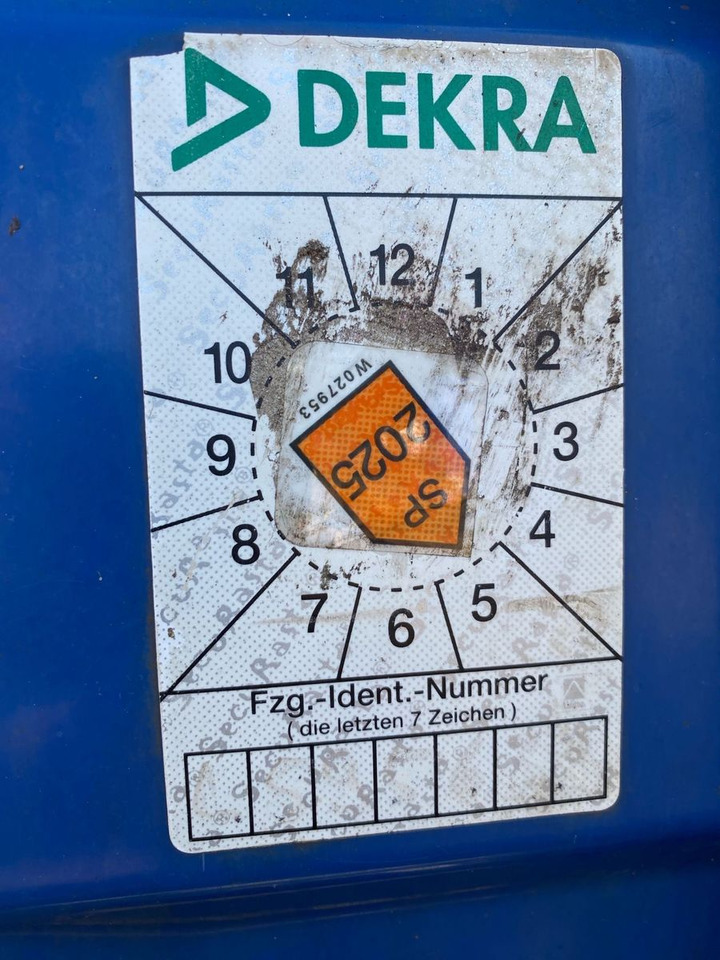 DEKRA
12
11
1
10
2
W027953
9
3
2025
SP
8
4
7
5
6
Fzg.-Ident.-Nummer
( die letzten 7 Zeichen )